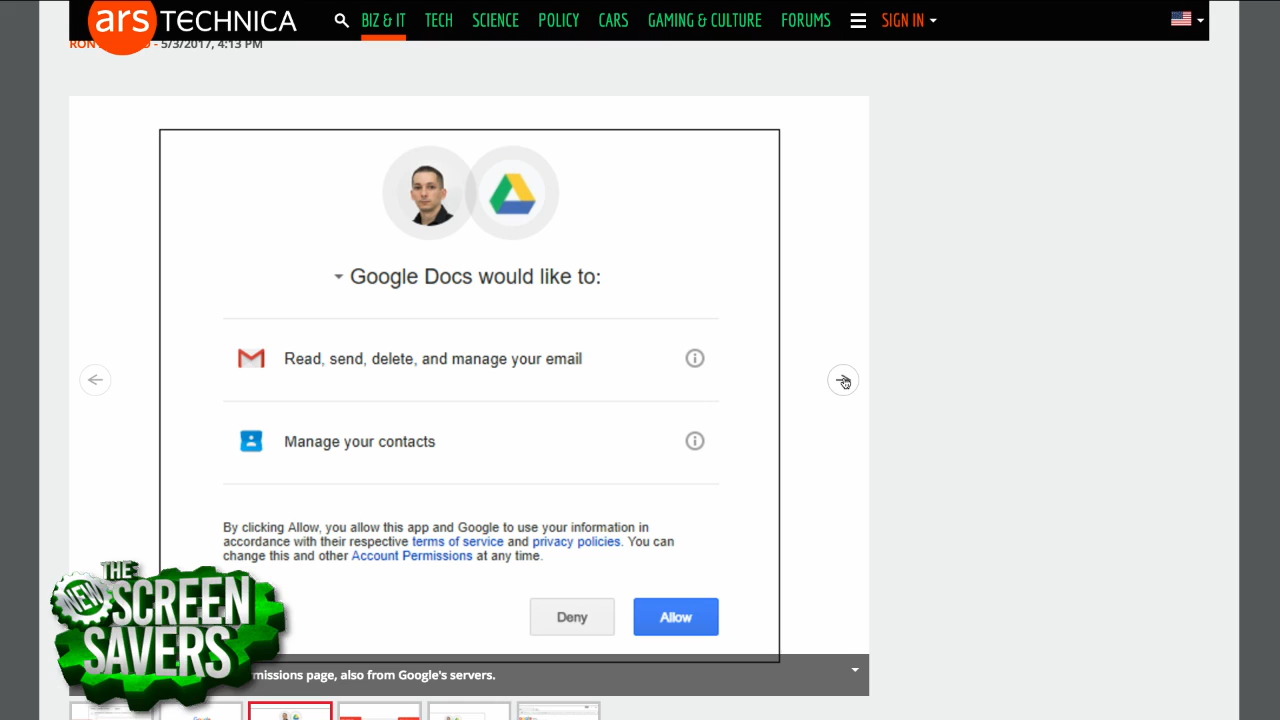 ars TECHNICA
BIZ & IT TECH SCIENCE POLICY CARS GAMING & CULTURE FORUMS SIGN IN
RON - 5/3/2017, 4:13 PM
Google Docs would like to:
Read, send, delete, and manage your email
Manage your contacts
By clicking Allow, you allow this app and Google to use your information in
accordance with their respective terms of service and privacy policies. You can
change this and other Account Permissions at any time.
Deny Allow
missions page, also from Google's servers.
THE
NEW
SCREEN
SAVERS